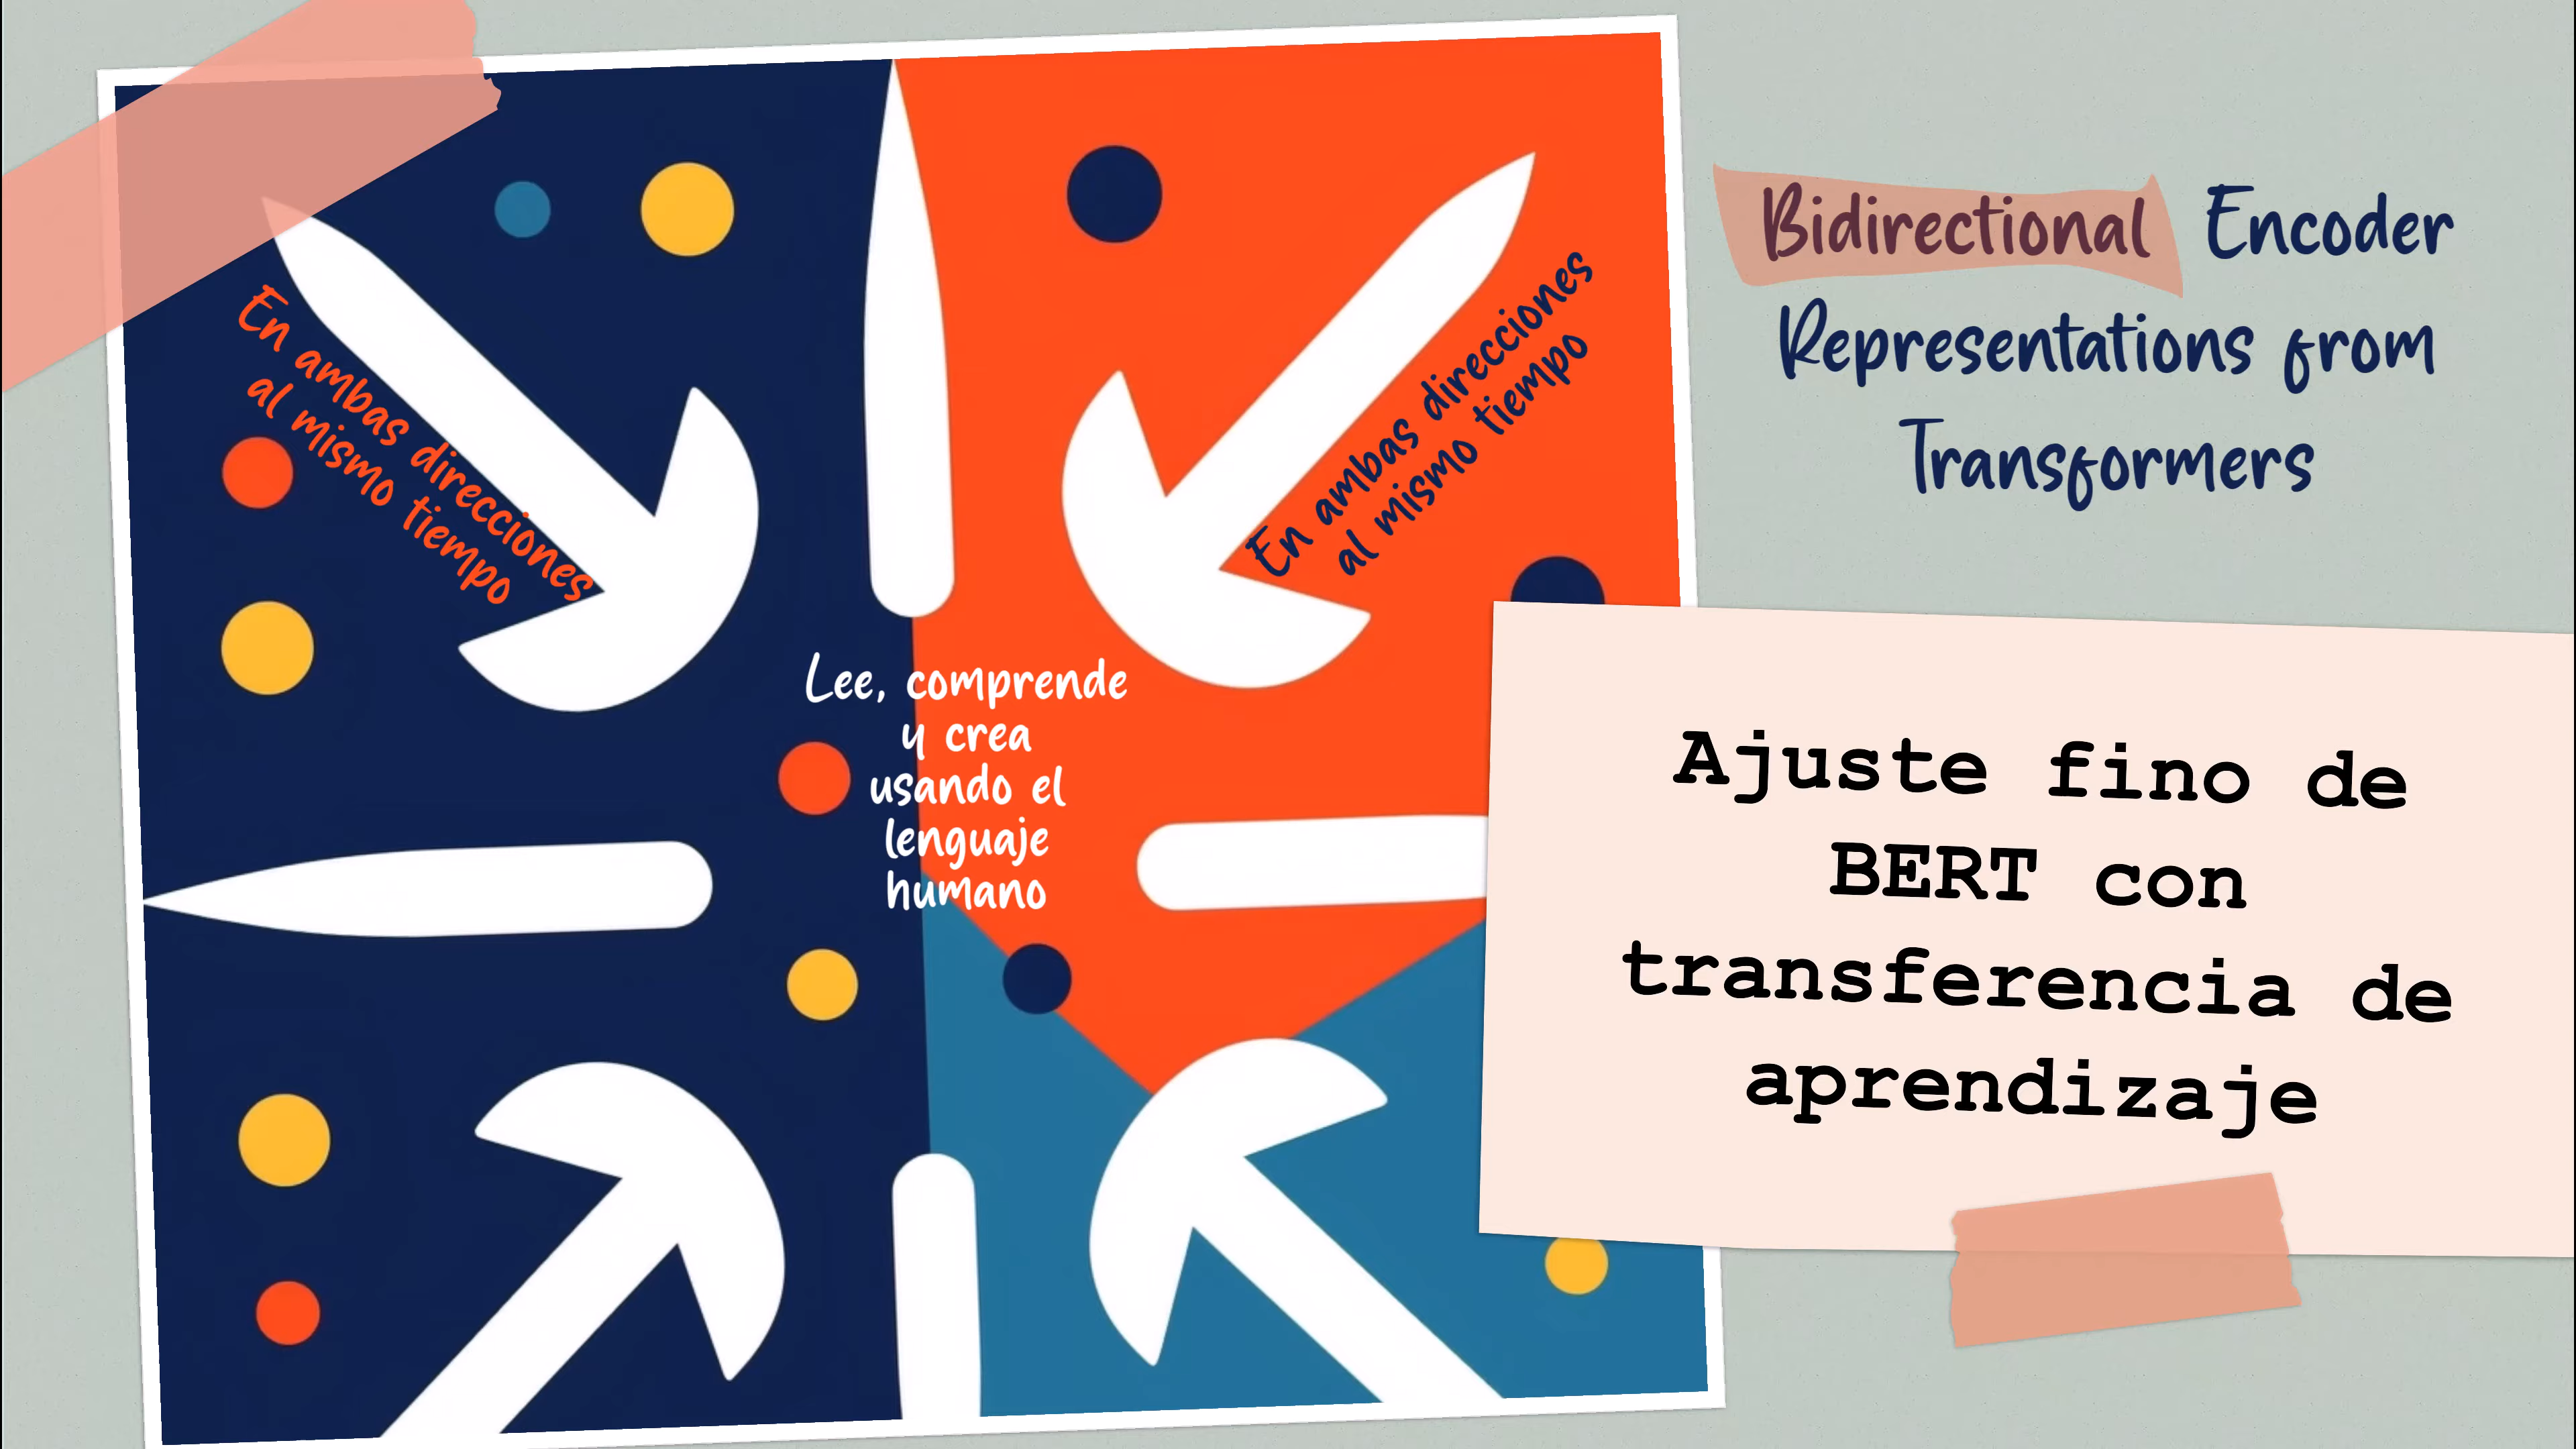 En ambas direcciones
al mismo tiempo
En ambas direcciones
al mismo tiempo
Lee, comprende
y crea
usando el
lenguaje
humano
Bidirectional Encoder
Representations from
Transformers
Ajuste fino de
BERT con
transferencia de
aprendizaje